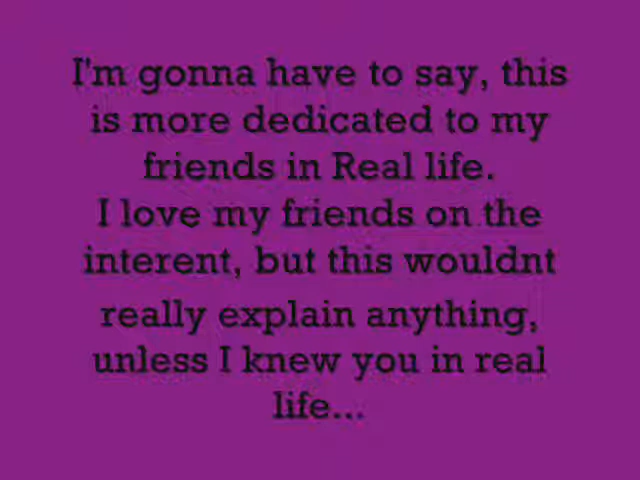 I'm gonna have to say, this
is more dedicated to my
friends in Real life.
I love my friends on the
interent, but this wouldnt
really explain anything,
unless I knew you in real
life...